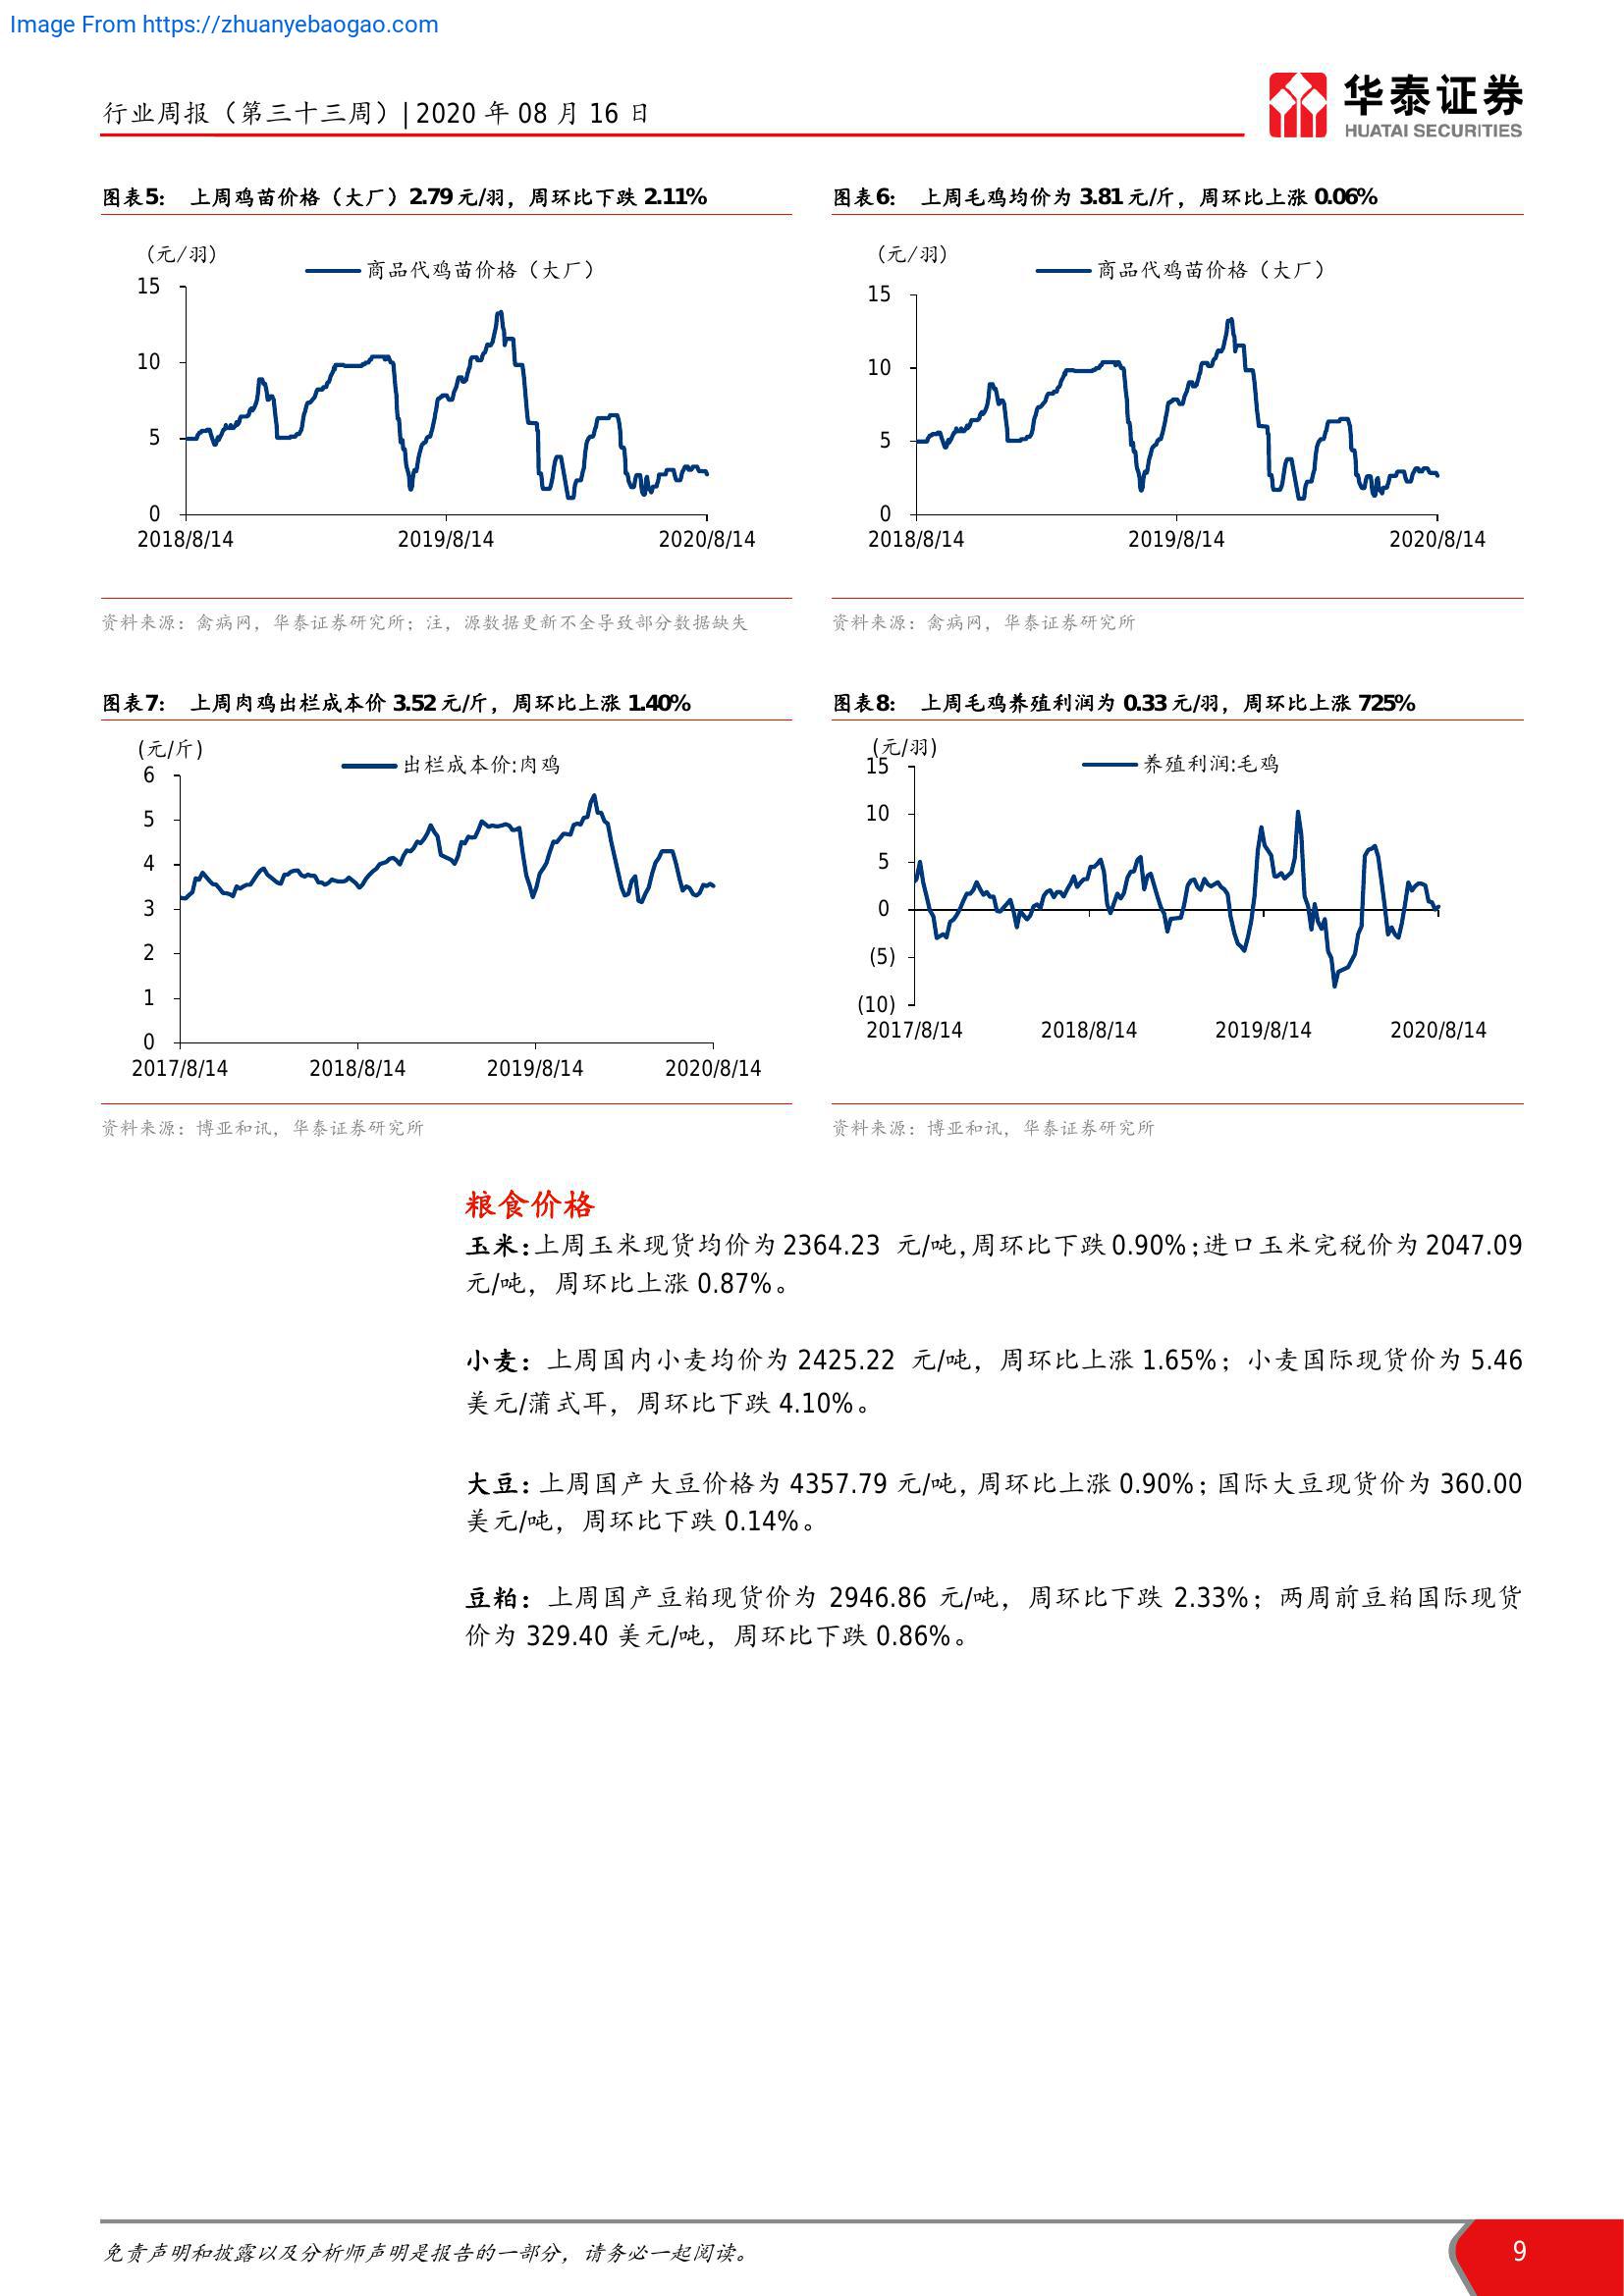 Image From https://zhuanyebaogao.com
行业周报（第三十三周）| 2020 年 08 月 16 日
华泰证券
HUATAI SECURITIES
图表5： 上周鸡苗价格（大厂）2.79 元/羽，周环比下跌 2.11%
(元/羽)
商品代鸡苗价格（大厂）
15
10
5
0
2018/8/14 2019/8/14 2020/8/14
资料来源：禽病网，华泰证券研究所；注，源数据更新不全导致部分数据缺失
图表6： 上周毛鸡均价为 3.81 元/斤，周环比上涨 0.06%
(元/羽)
商品代鸡苗价格（大厂）
15
10
5
0
2018/8/14 2019/8/14 2020/8/14
资料来源：禽病网，华泰证券研究所
图表7： 上周肉鸡出栏成本价 3.52 元/斤，周环比上涨 1.40%
(元/斤)
出栏成本价:肉鸡
6
5
4
3
2
1
0
2017/8/14 2018/8/14 2019/8/14 2020/8/14
资料来源：博亚和讯，华泰证券研究所
图表8： 上周毛鸡养殖利润为 0.33 元/羽，周环比上涨 725%
(元/羽)
养殖利润:毛鸡
15
10
5
0
(5)
(10)
2017/8/14 2018/8/14 2019/8/14 2020/8/14
资料来源：博亚和讯，华泰证券研究所
粮食价格
玉米：上周玉米现货均价为 2364.23 元/吨，周环比下跌 0.90%；进口玉米完税价为 2047.09
元/吨，周环比上涨 0.87%。
小麦：上周国内小麦均价为 2425.22 元/吨，周环比上涨 1.65%；小麦国际现货价为 5.46
美元/蒲式耳，周环比下跌 4.10%。
大豆：上周国产大豆价格为 4357.79 元/吨，周环比上涨 0.90%；国际大豆现货价为 360.00
美元/吨，周环比下跌 0.14%。
豆粕：上周国产豆粕现货价为 2946.86 元/吨，周环比下跌 2.33%；两周前豆粕国际现货
价为 329.40 美元/吨，周环比下跌 0.86%。
免责声明和披露以及分析师声明是报告的一部分，请务必一起阅读。
9